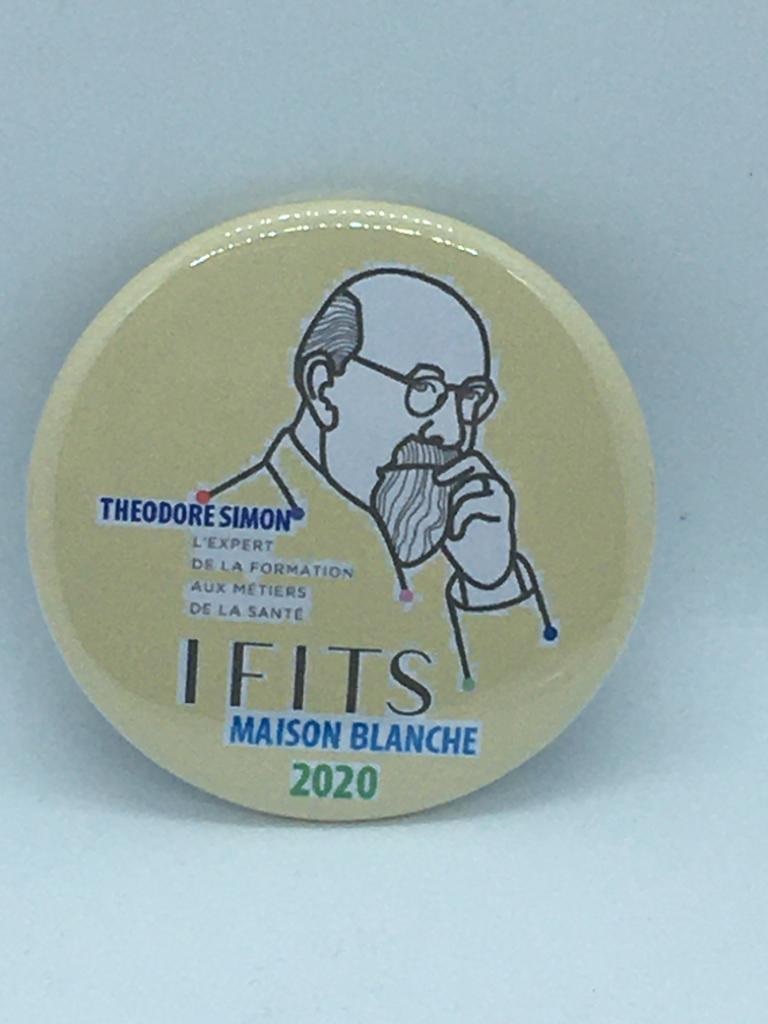 THEODORE SIMON
L'EXPERT
DE LA FORMATION
AUX MÉTIERS
DE LA SANTÉ
IFITS
MAISON BLANCHE
2020